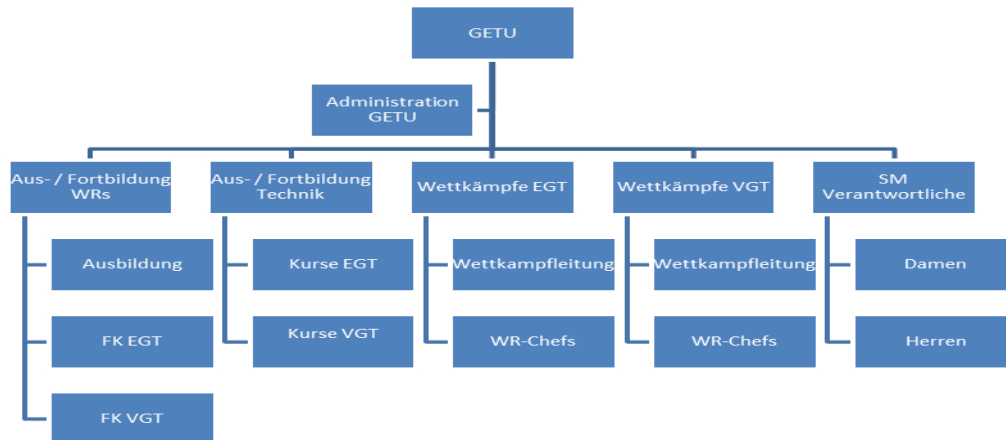 GETU
Administration
GETU
Aus- / Fortbildung
WRs
Aus- / Fortbildung
Technik
Wettkämpfe EGT
Wettkämpfe VGT
SM
Verantwortliche
Ausbildung
Kurse EGT
Wettkampfleitung
Wettkampfleitung
Damen
FK EGT
Kurse VGT
WR-Chefs
WR-Chefs
Herren
FK VGT